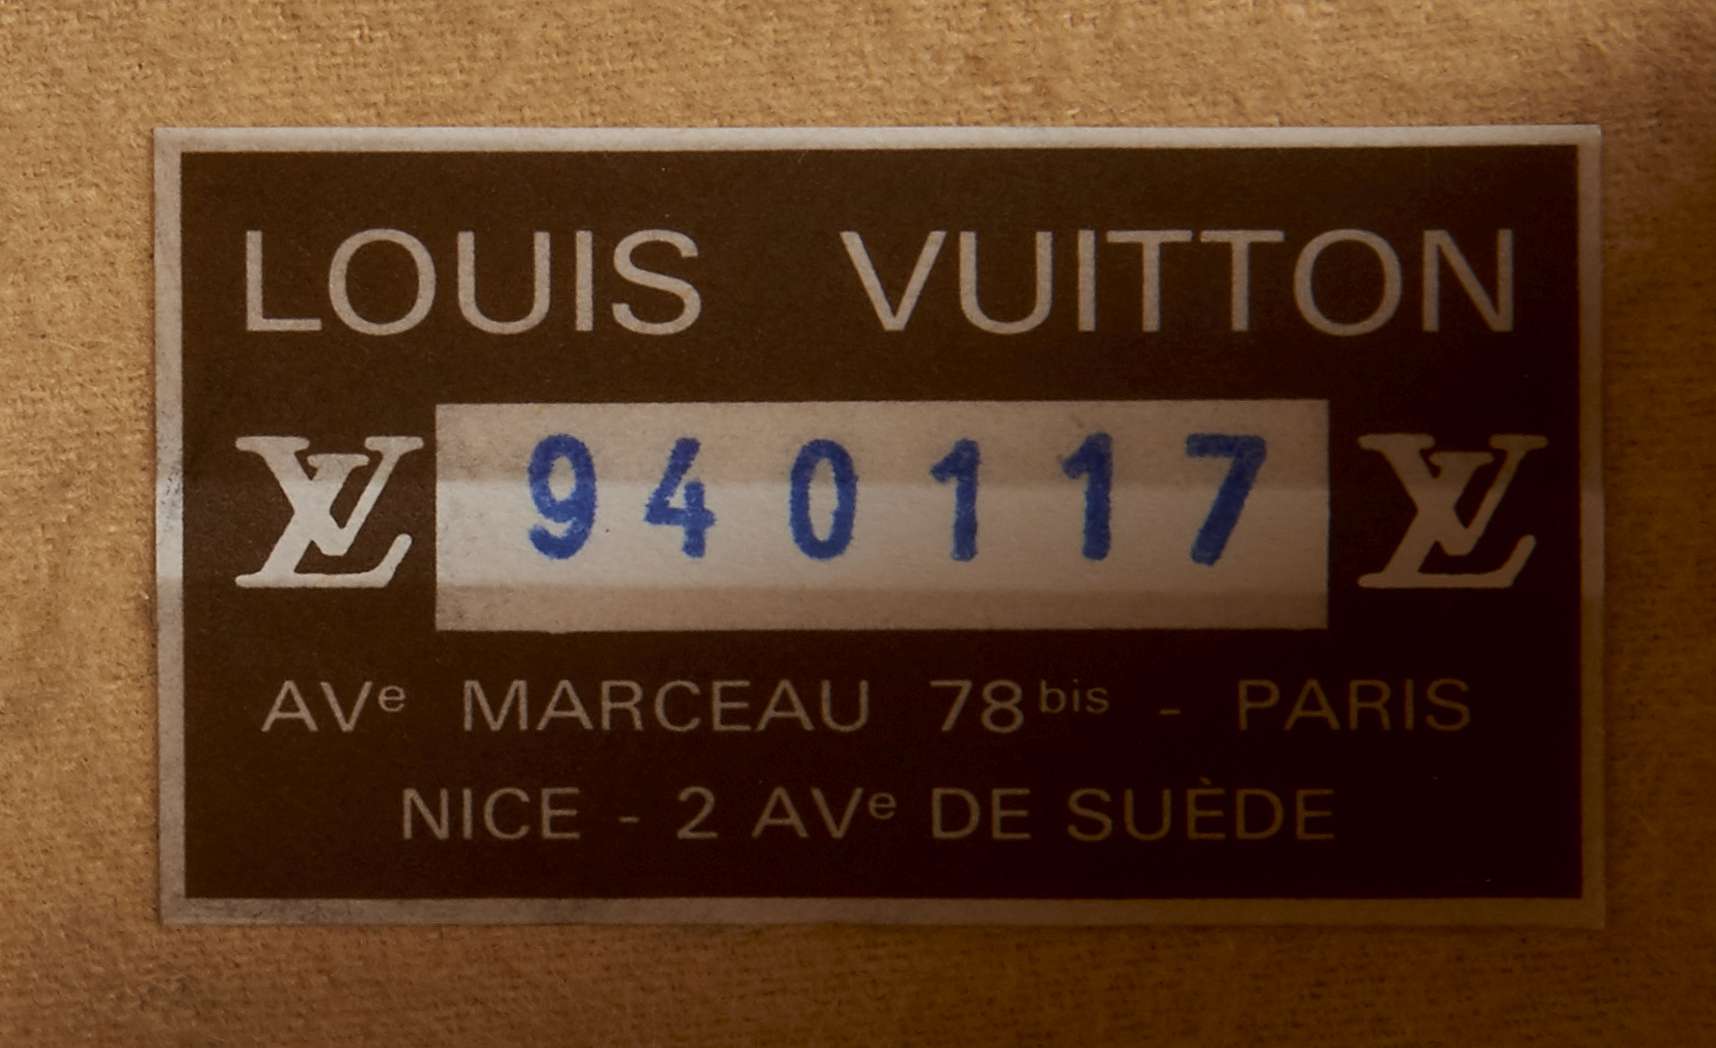 LOUIS VUITTON
LV 940117 LV
AVe MARCEAU 78bis - PARIS
NICE - 2 AVe DE SUÈDE